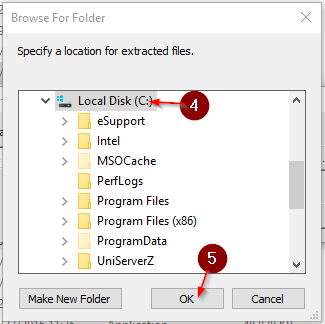 Browse For Folder
Specify a location for extracted files.
Local Disk (C:)
4
eSupport
Intel
MSOCache
PerfLogs
Program Files
Program Files (x86)
ProgramData
UniServerZ
5
Make New Folder
OK
Cancel